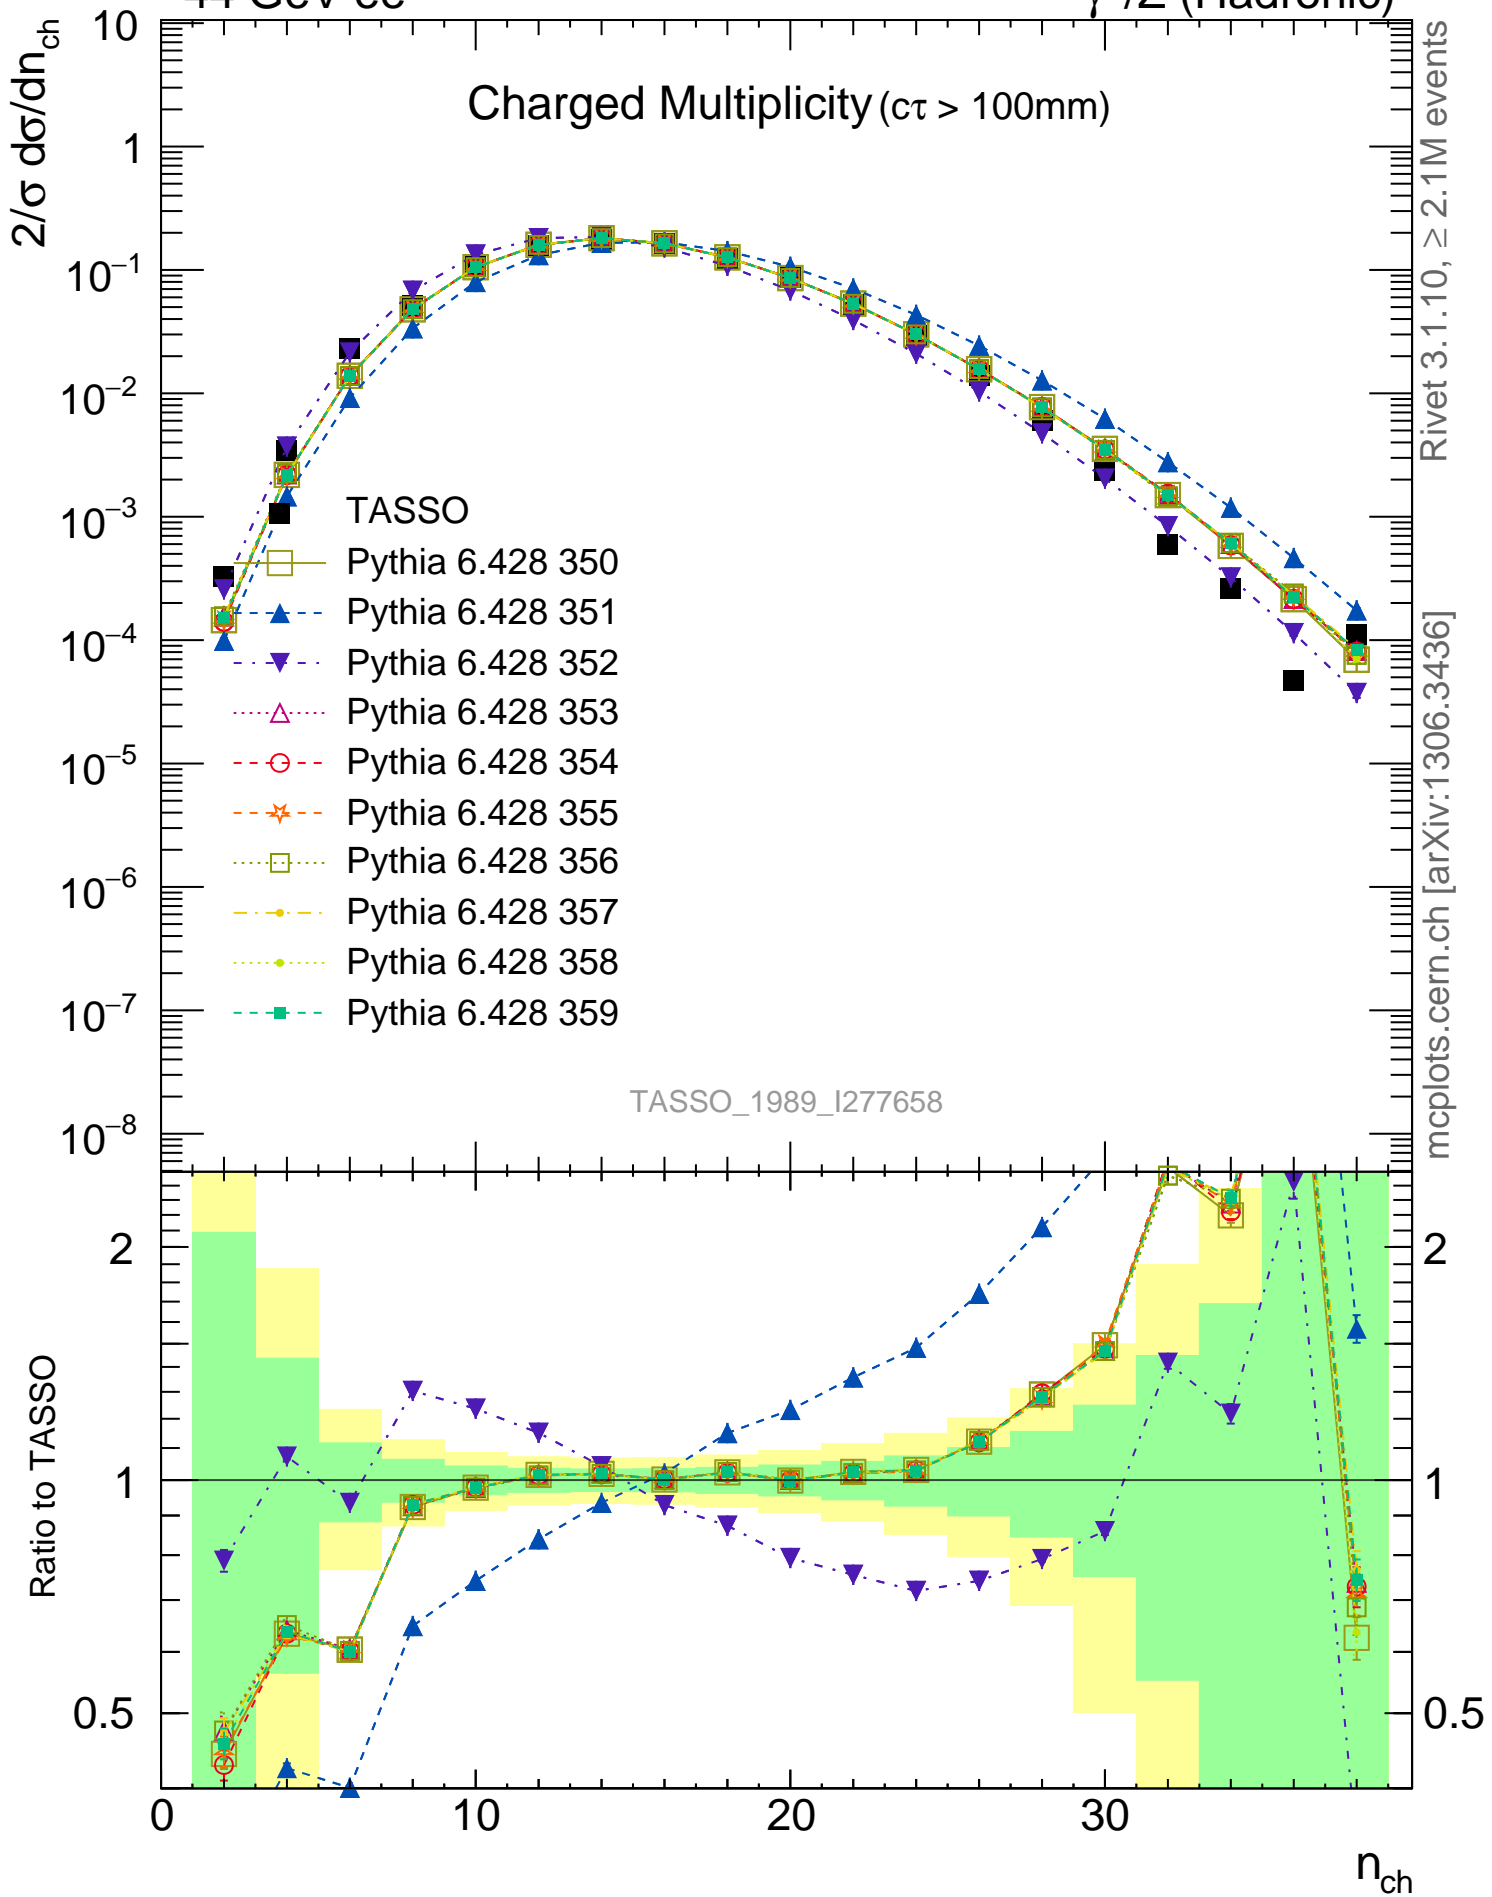 44 GeV ee
γ*/Z (Hadronic)
2/σ dσ/dn_ch
Charged Multiplicity (cτ > 100mm)
10
1
10⁻¹
10⁻²
10⁻³
10⁻⁴
10⁻⁵
10⁻⁶
10⁻⁷
10⁻⁸
TASSO
Pythia 6.428 350
Pythia 6.428 351
Pythia 6.428 352
Pythia 6.428 353
Pythia 6.428 354
Pythia 6.428 355
Pythia 6.428 356
Pythia 6.428 357
Pythia 6.428 358
Pythia 6.428 359
TASSO_1989_I277658
Rivet 3.1.10, ≥ 2.1M events
mcplots.cern.ch [arXiv:1306.3436]
Ratio to TASSO
2
1
0.5
2
1
0.5
0 10 20 30
n_ch